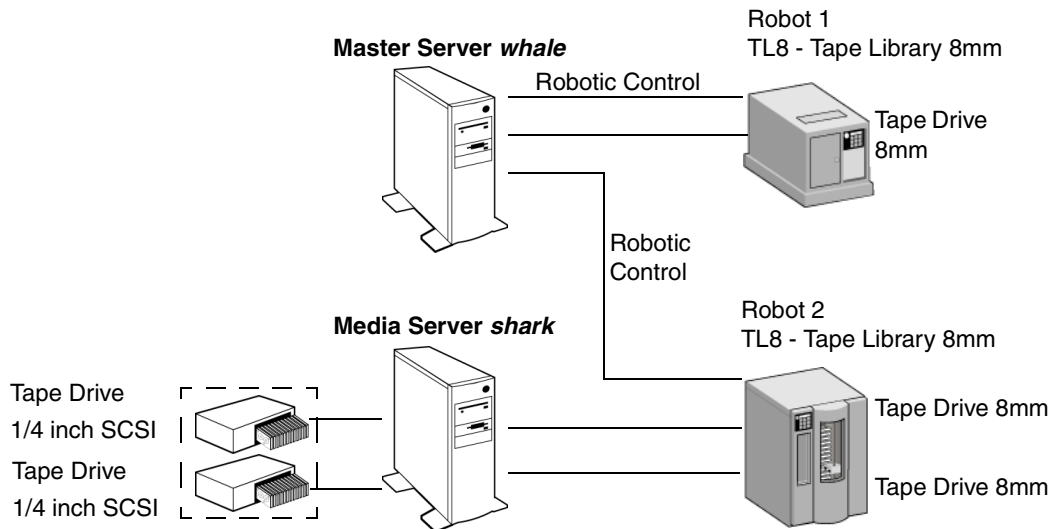 Robot 1
TL8 - Tape Library 8mm
Master Server whale
Robotic Control
Tape Drive
8mm
Robotic
Control
Robot 2
TL8 - Tape Library 8mm
Media Server shark
Tape Drive
1/4 inch SCSI
Tape Drive
1/4 inch SCSI
Tape Drive 8mm
Tape Drive 8mm